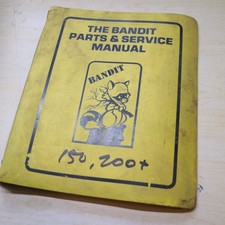 THE BANDIT
PARTS & SERVICE
MANUAL
BANDIT
150, 200+